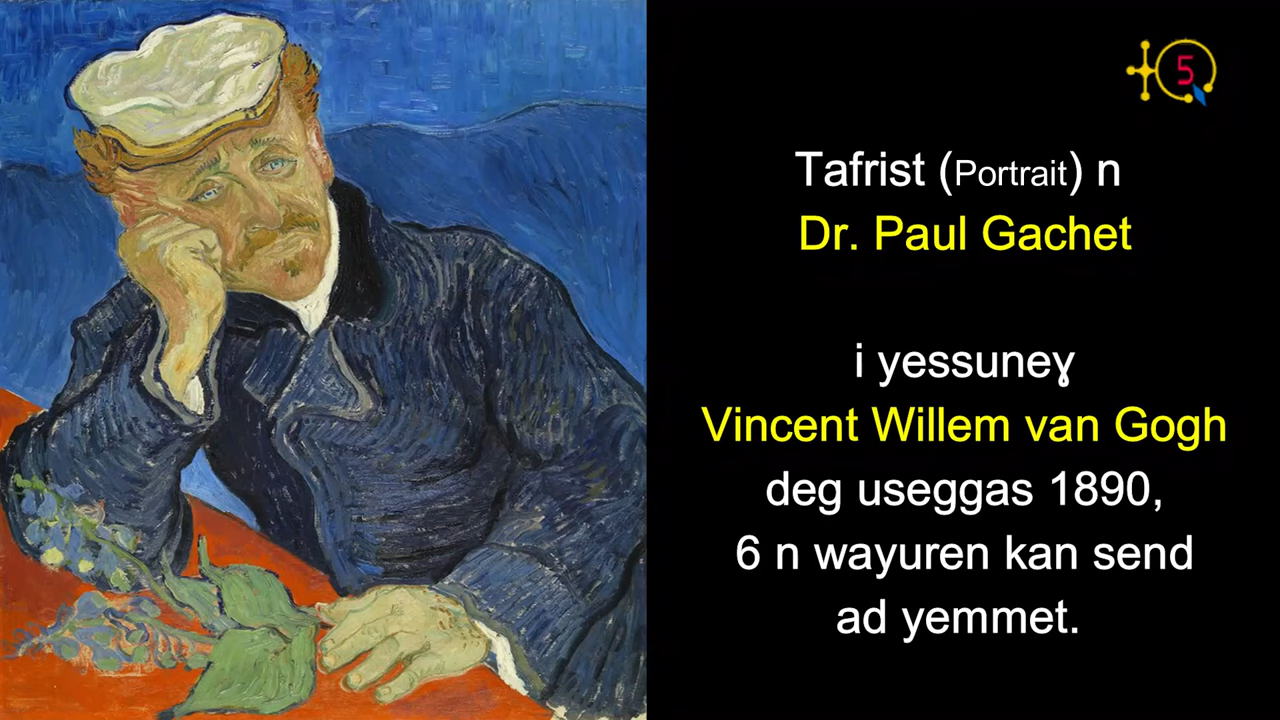 5
Tafrist (Portrait) n
Dr. Paul Gachet
i yessuneɣ
Vincent Willem van Gogh
deg useggas 1890,
6 n wayuren kan send
ad yemmet.